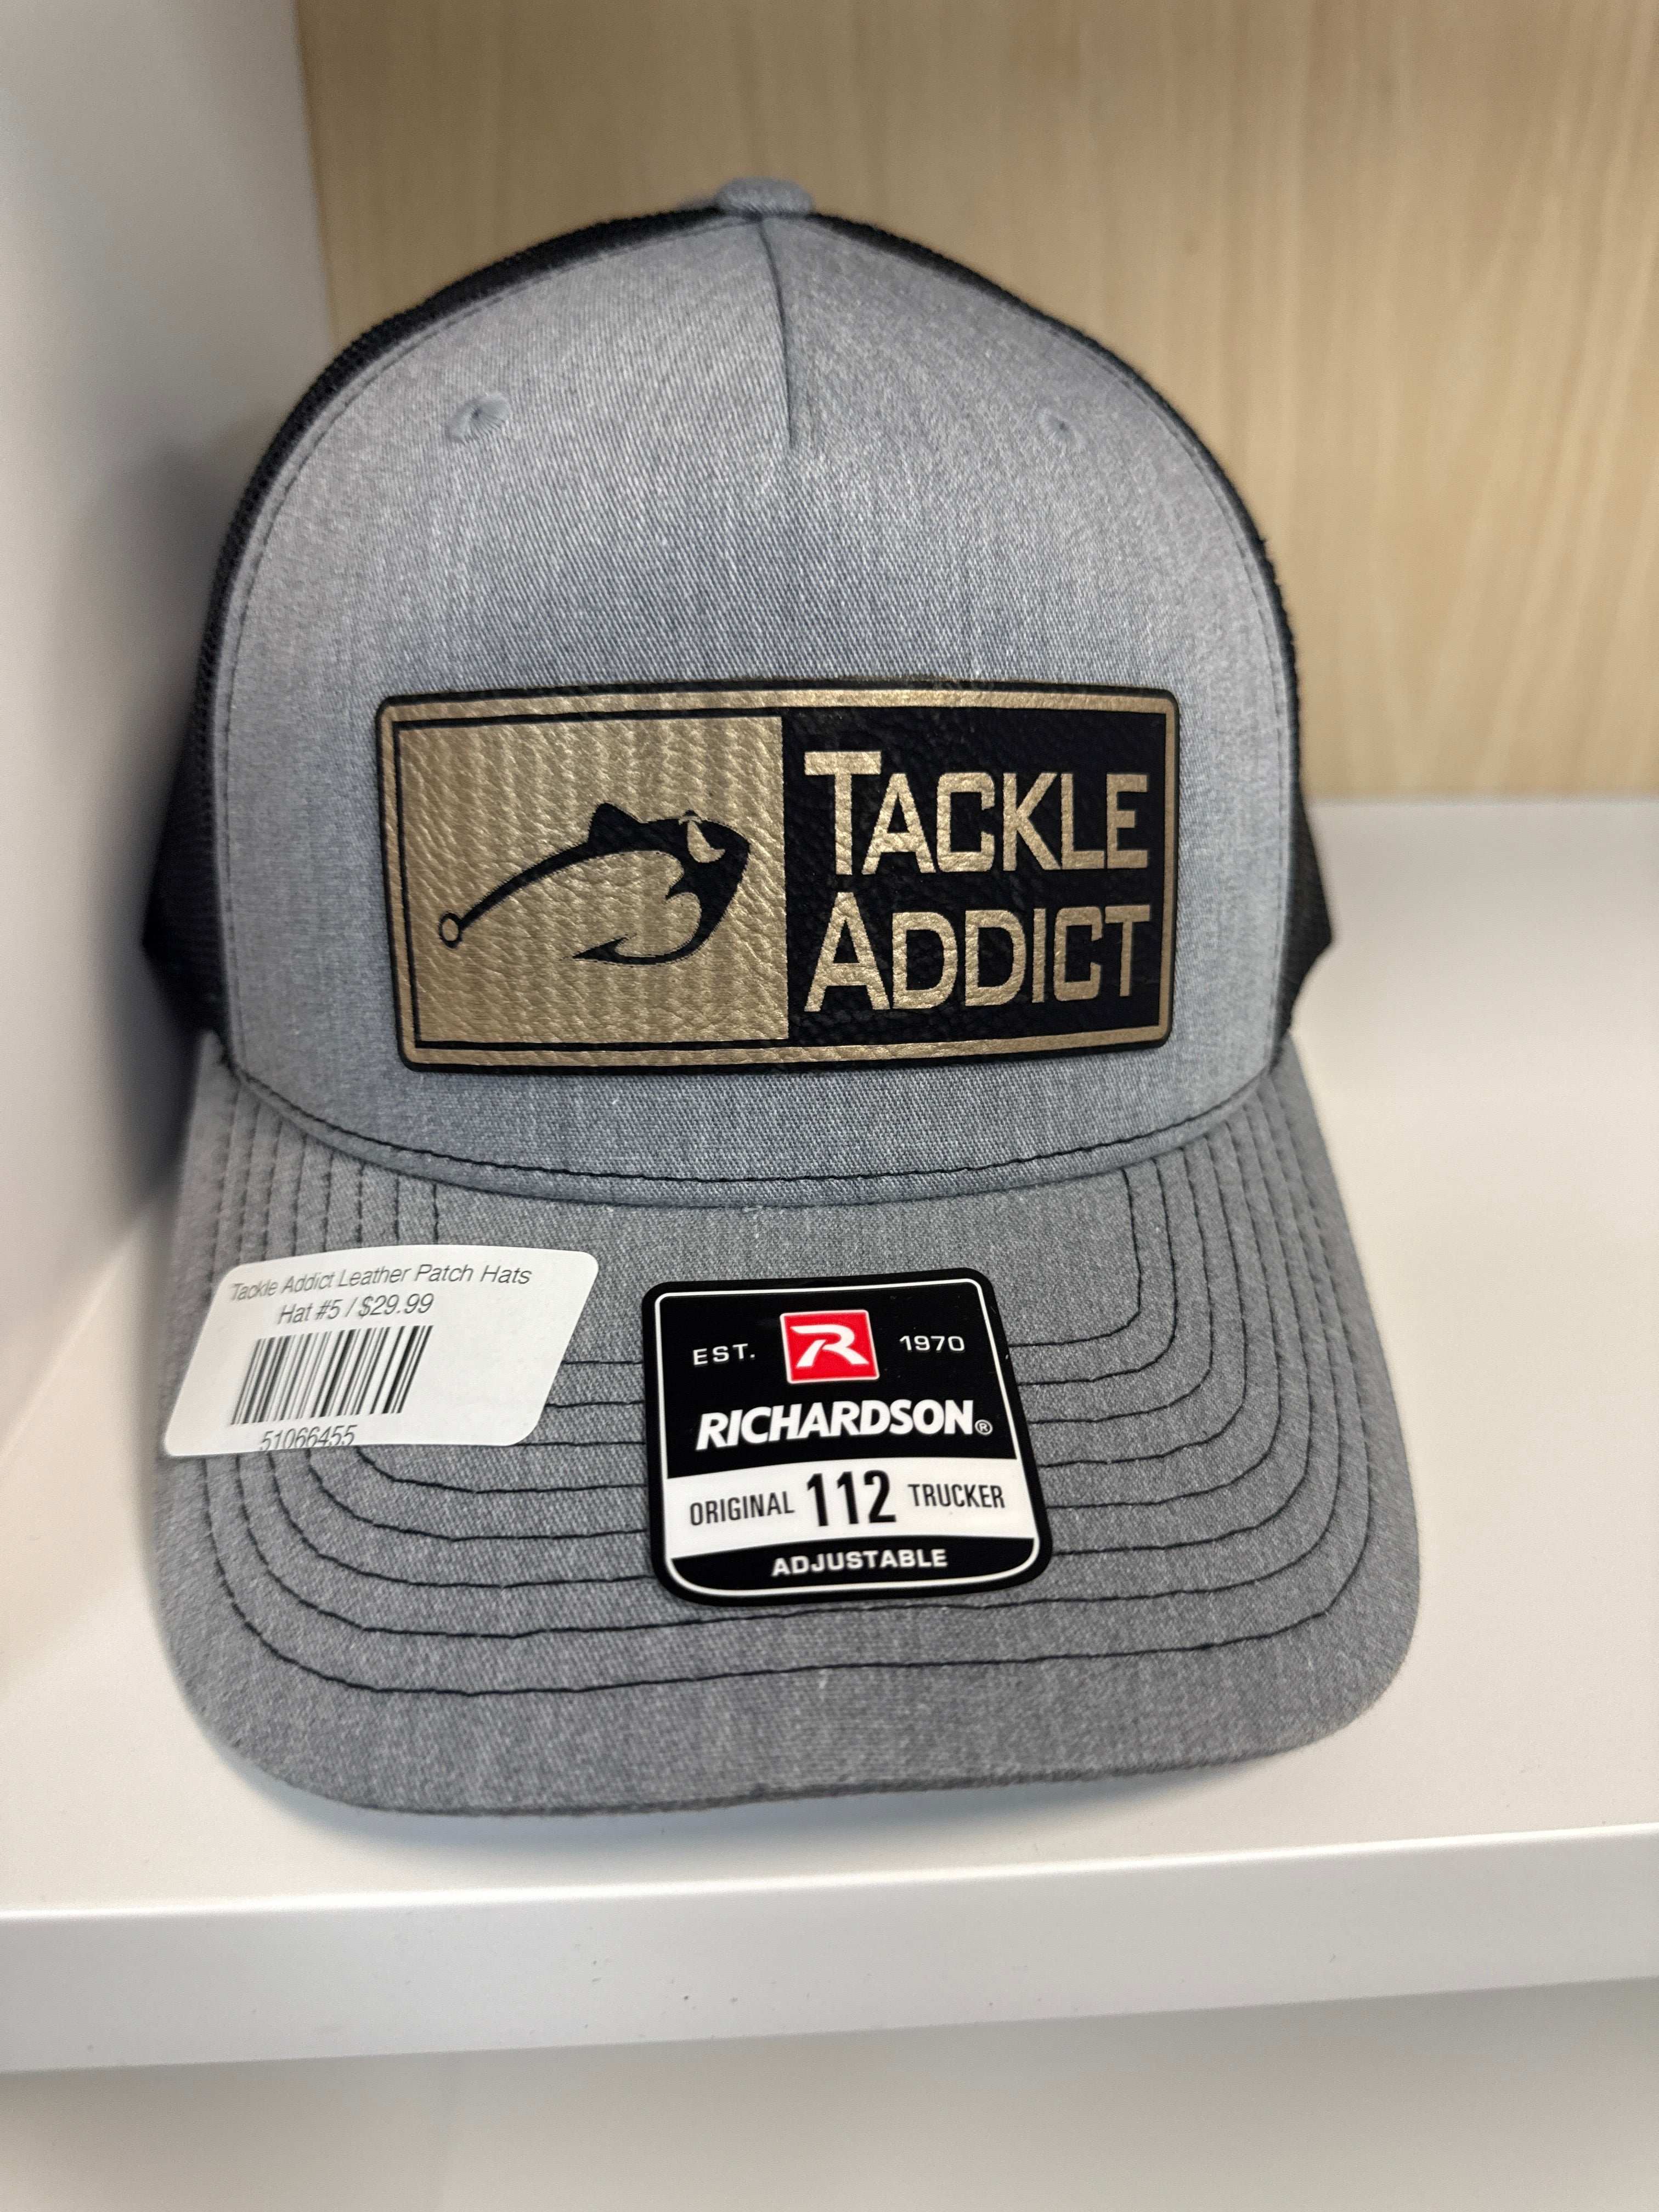 TACKLE
ADDICT
Tackle Addict Leather Patch Hats
Hat #5 / $29.99
51066455
EST. R 1970
RICHARDSON®
ORIGINAL 112 TRUCKER
ADJUSTABLE